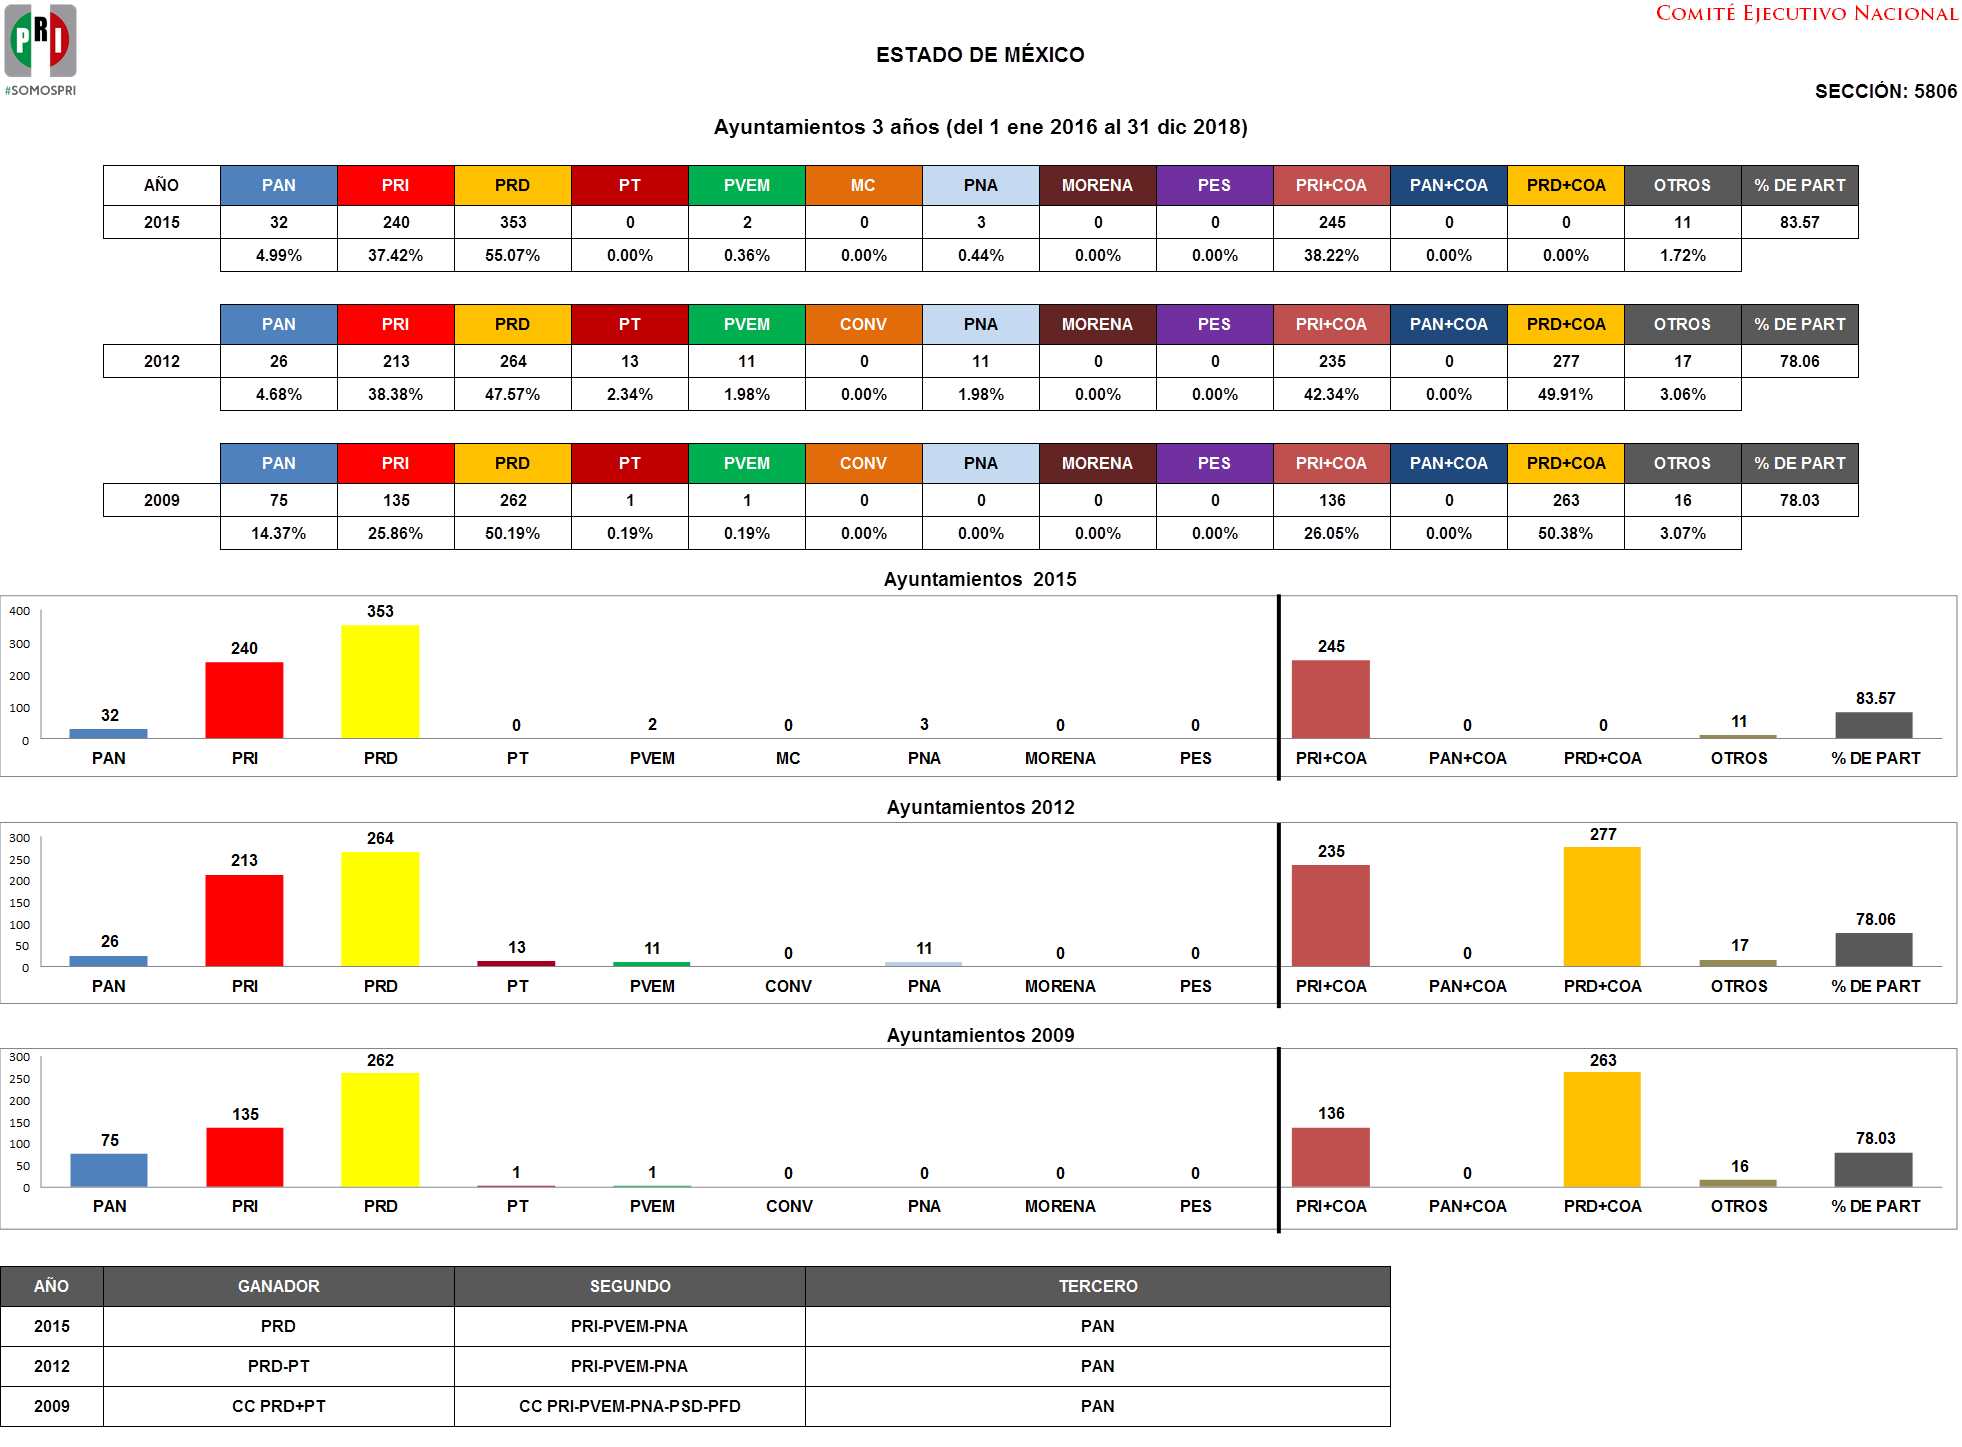 PRI
#SOMOSPRI
COMITÉ EJECUTIVO NACIONAL
ESTADO DE MÉXICO
SECCIÓN: 5806
Ayuntamientos 3 años (del 1 ene 2016 al 31 dic 2018)
AÑO PAN PRI PRD PT PVEM MC PNA MORENA PES PRI+COA PAN+COA PRD+COA OTROS % DE PART
2015 32 240 353 0 2 0 3 0 0 245 0 0 11 83.57
4.99% 37.42% 55.07% 0.00% 0.36% 0.00% 0.44% 0.00% 0.00% 38.22% 0.00% 0.00% 1.72%
PAN PRI PRD PT PVEM CONV PNA MORENA PES PRI+COA PAN+COA PRD+COA OTROS % DE PART
2012 26 213 264 13 11 0 11 0 0 235 0 277 17 78.06
4.68% 38.38% 47.57% 2.34% 1.98% 0.00% 1.98% 0.00% 0.00% 42.34% 0.00% 49.91% 3.06%
PAN PRI PRD PT PVEM CONV PNA MORENA PES PRI+COA PAN+COA PRD+COA OTROS % DE PART
2009 75 135 262 1 1 0 0 0 0 136 0 263 16 78.03
14.37% 25.86% 50.19% 0.19% 0.19% 0.00% 0.00% 0.00% 0.00% 26.05% 0.00% 50.38% 3.07%
Ayuntamientos 2015
400
300
200
100
0
32 240 353 0 2 0 3 0 0 245 0 0 11 83.57
PAN PRI PRD PT PVEM MC PNA MORENA PES PRI+COA PAN+COA PRD+COA OTROS % DE PART
Ayuntamientos 2012
300
250
200
150
100
50
0
26 213 264 13 11 0 11 0 0 235 0 277 17 78.06
PAN PRI PRD PT PVEM CONV PNA MORENA PES PRI+COA PAN+COA PRD+COA OTROS % DE PART
Ayuntamientos 2009
300
250
200
150
100
50
0
75 135 262 1 1 0 0 0 0 136 0 263 16 78.03
PAN PRI PRD PT PVEM CONV PNA MORENA PES PRI+COA PAN+COA PRD+COA OTROS % DE PART
AÑO GANADOR SEGUNDO TERCERO
2015 PRD PRI-PVEM-PNA PAN
2012 PRD-PT PRI-PVEM-PNA PAN
2009 CC PRD+PT CC PRI-PVEM-PNA-PSD-PFD PAN